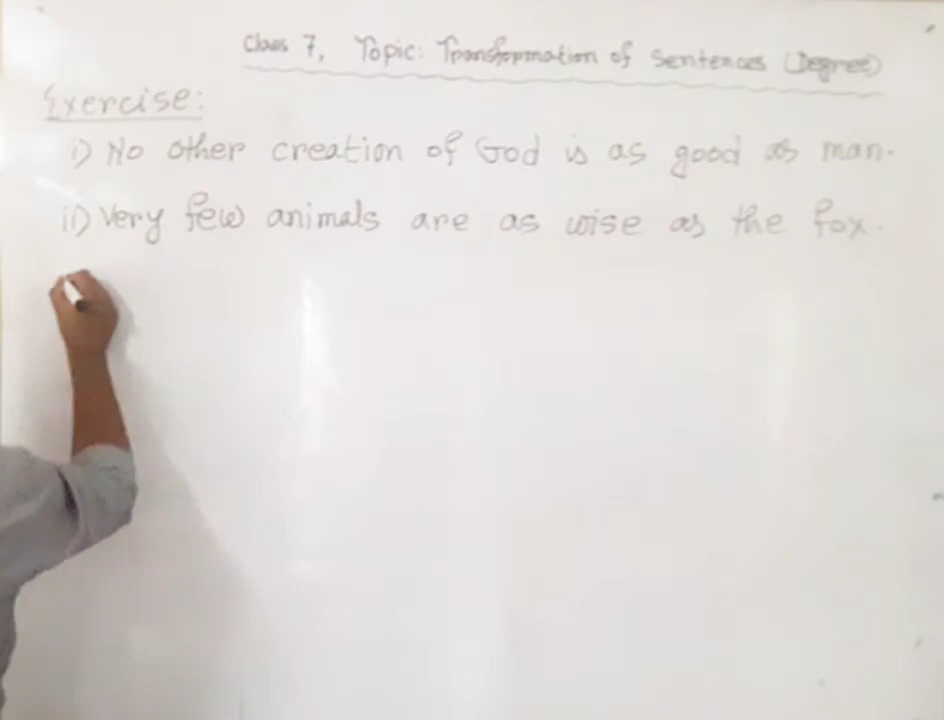 Class 7, Topic: Transformation of Sentences (Degree)
Exercise:
i) No other creation of God is as good as man.
ii) Very few animals are as wise as the fox.